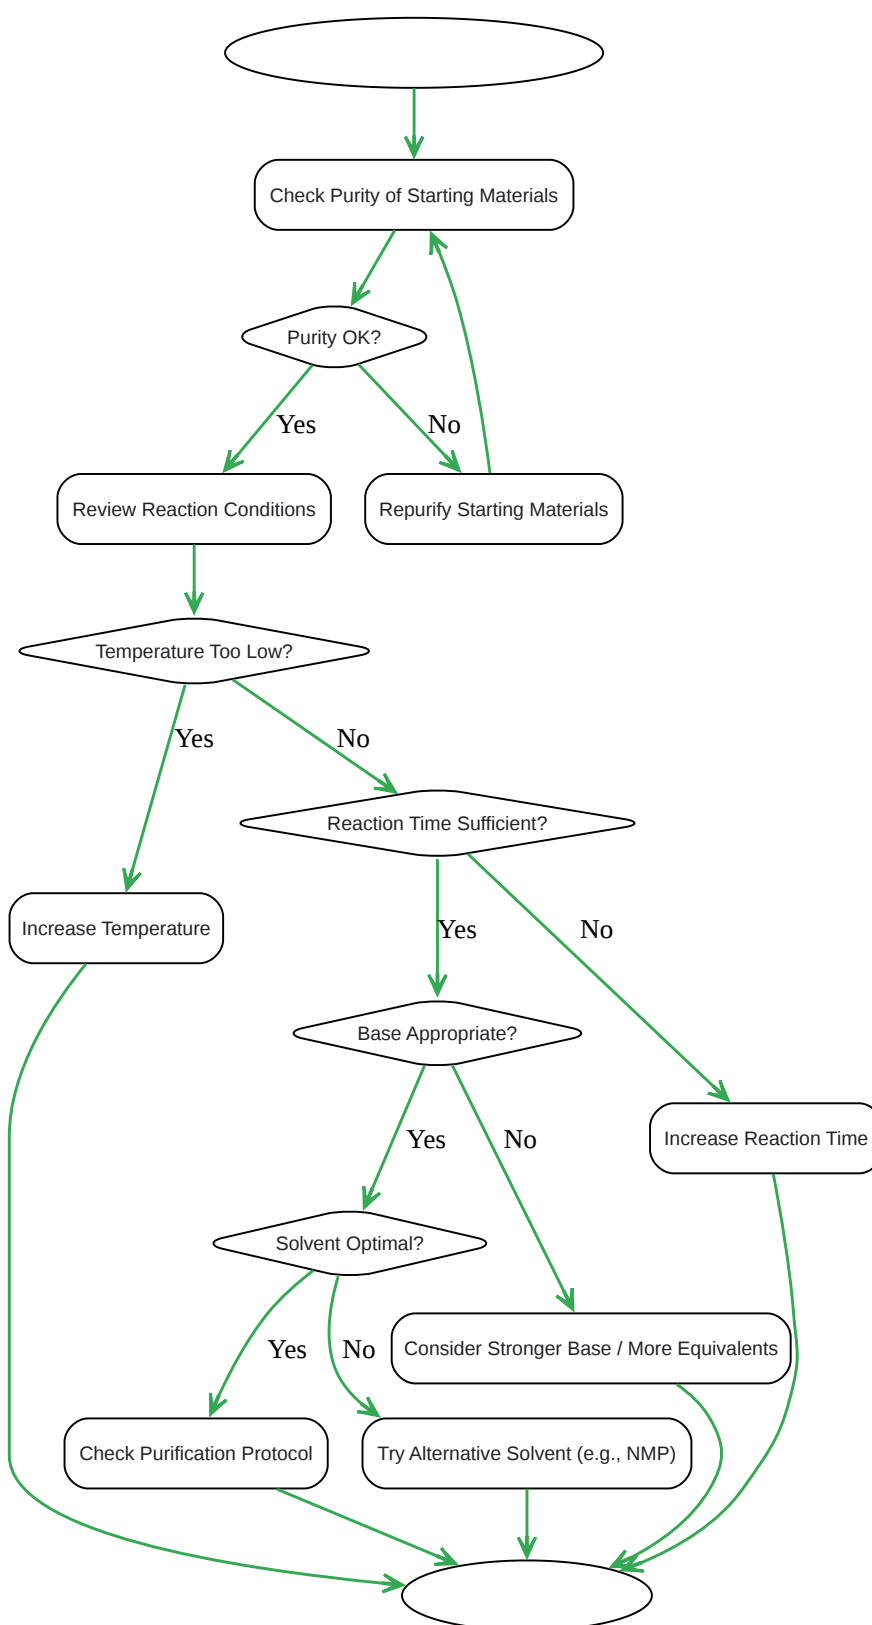 Check Purity of Starting Materials
Purity OK?
Yes
No
Review Reaction Conditions
Repurify Starting Materials
Temperature Too Low?
Yes
No
Reaction Time Sufficient?
Increase Temperature
Yes
No
Base Appropriate?
Increase Reaction Time
Yes
No
Solvent Optimal?
Yes
No
Consider Stronger Base / More Equivalents
Check Purification Protocol
Try Alternative Solvent (e.g., NMP)